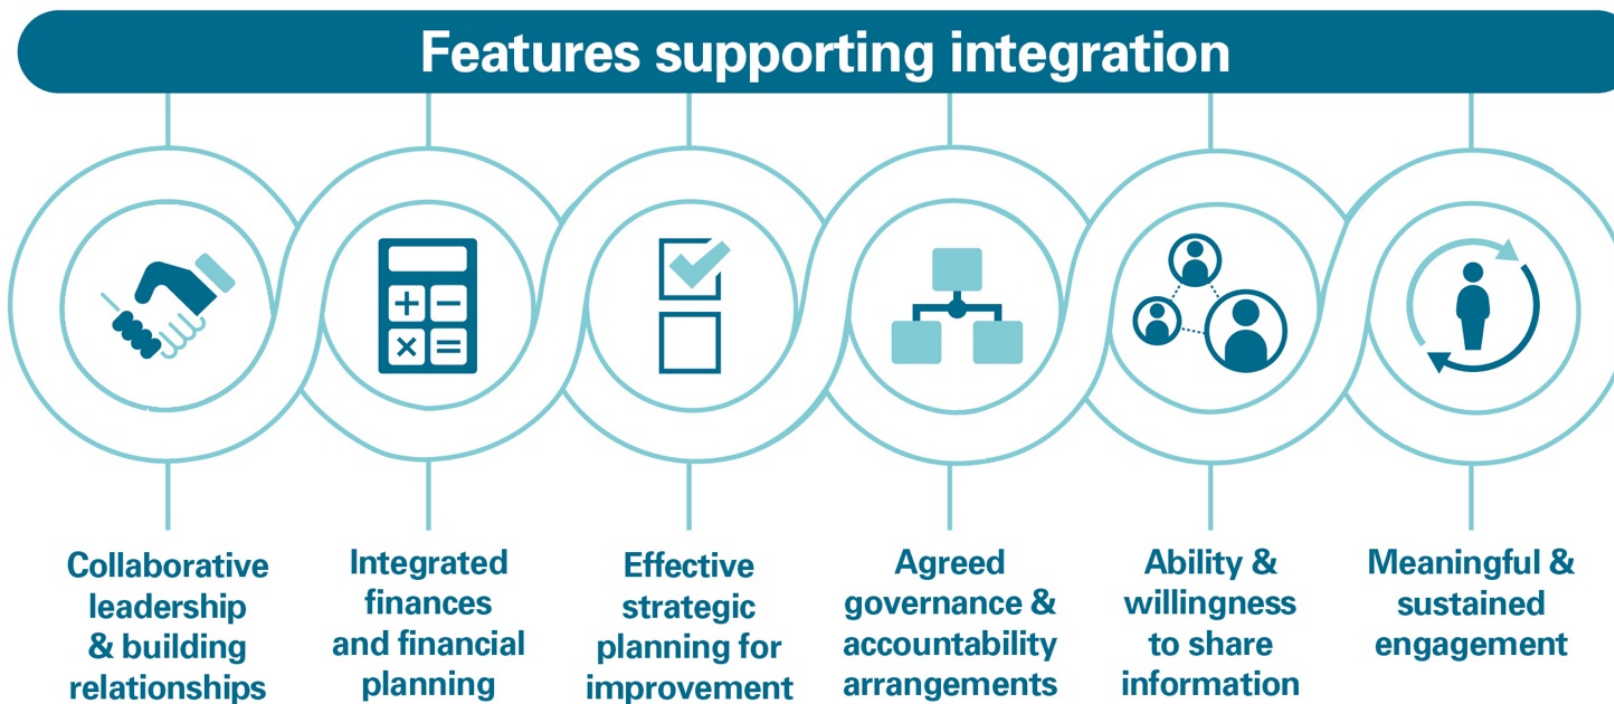 Features supporting integration
Collaborative
leadership
& building
relationships
Integrated
finances
and financial
planning
Effective
strategic
planning for
improvement
Agreed
governance &
accountability
arrangements
Ability &
willingness
to share
information
Meaningful &
sustained
engagement